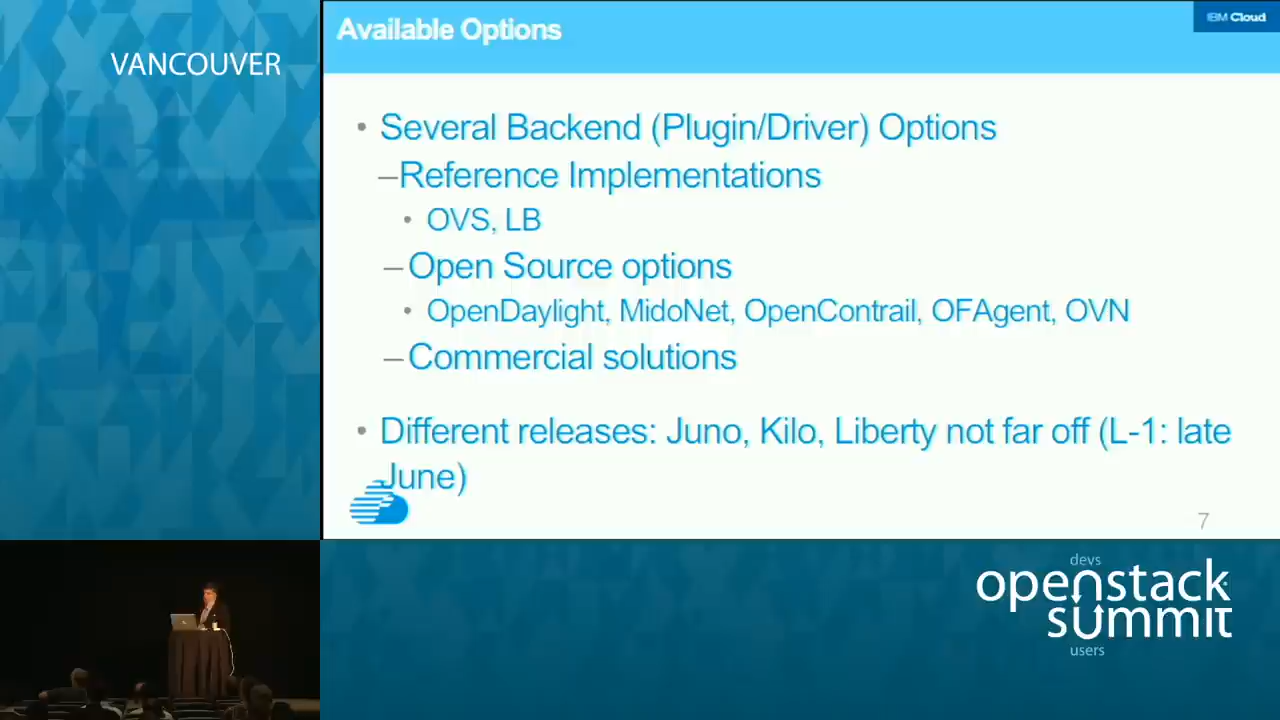 VANCOUVER
Available Options
IBM Cloud
• Several Backend (Plugin/Driver) Options
–Reference Implementations
• OVS, LB
–Open Source options
• OpenDaylight, MidoNet, OpenContrail, OFAgent, OVN
–Commercial solutions
• Different releases: Juno, Kilo, Liberty not far off (L-1: late
June)
7
devs
openstack
summit
users